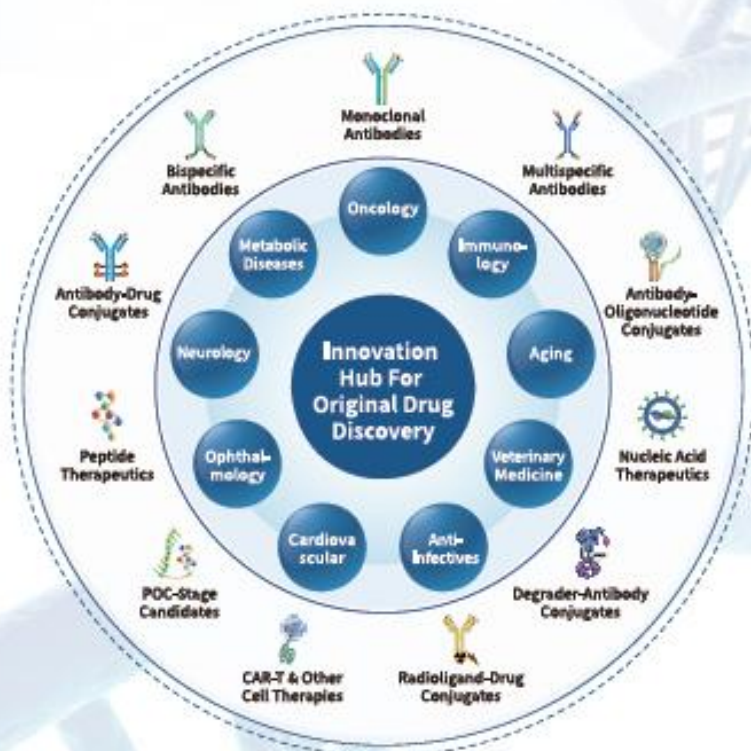 Monoclonal
Antibodies
Multispecific
Antibodies
Antibody-
Oligonucleotide
Conjugates
Nucleic Acid
Therapeutics
Degrader-Antibody
Conjugates
Radioligand-Drug
Conjugates
CAR-T & Other
Cell Therapies
POC-Stage
Candidates
Peptide
Therapeutics
Antibody-Drug
Conjugates
Bispecific
Antibodies
Oncology
Immuno-
logy
Aging
Veterinary
Medicine
Anti-
Infectives
Cardiova
scular
Ophthal-
mology
Neurology
Metabolic
Diseases
Innovation
Hub For
Original Drug
Discovery